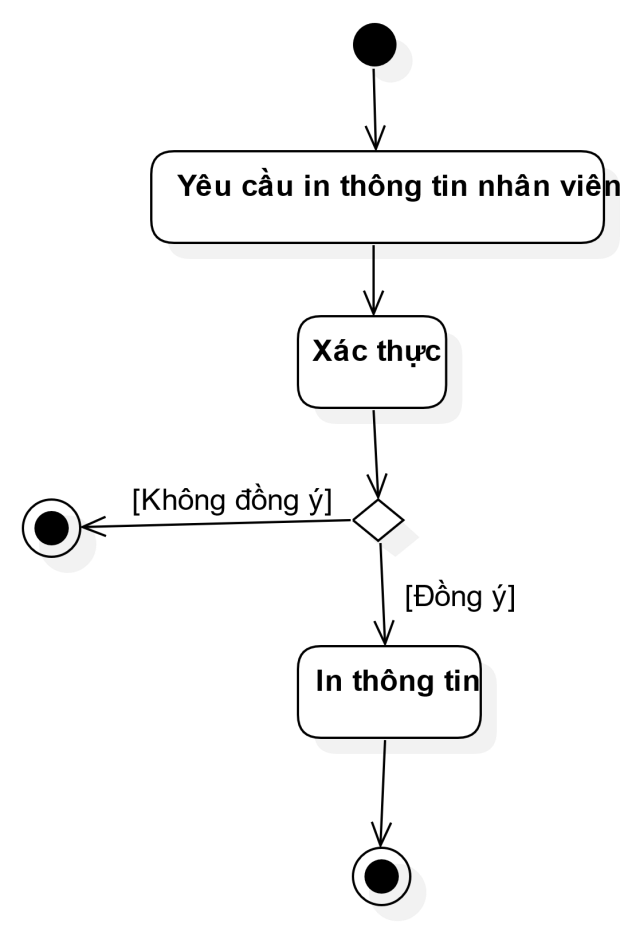 Yêu cầu in thông tin nhân viên
Xác thực
[Không đồng ý]
[Đồng ý]
In thông tin